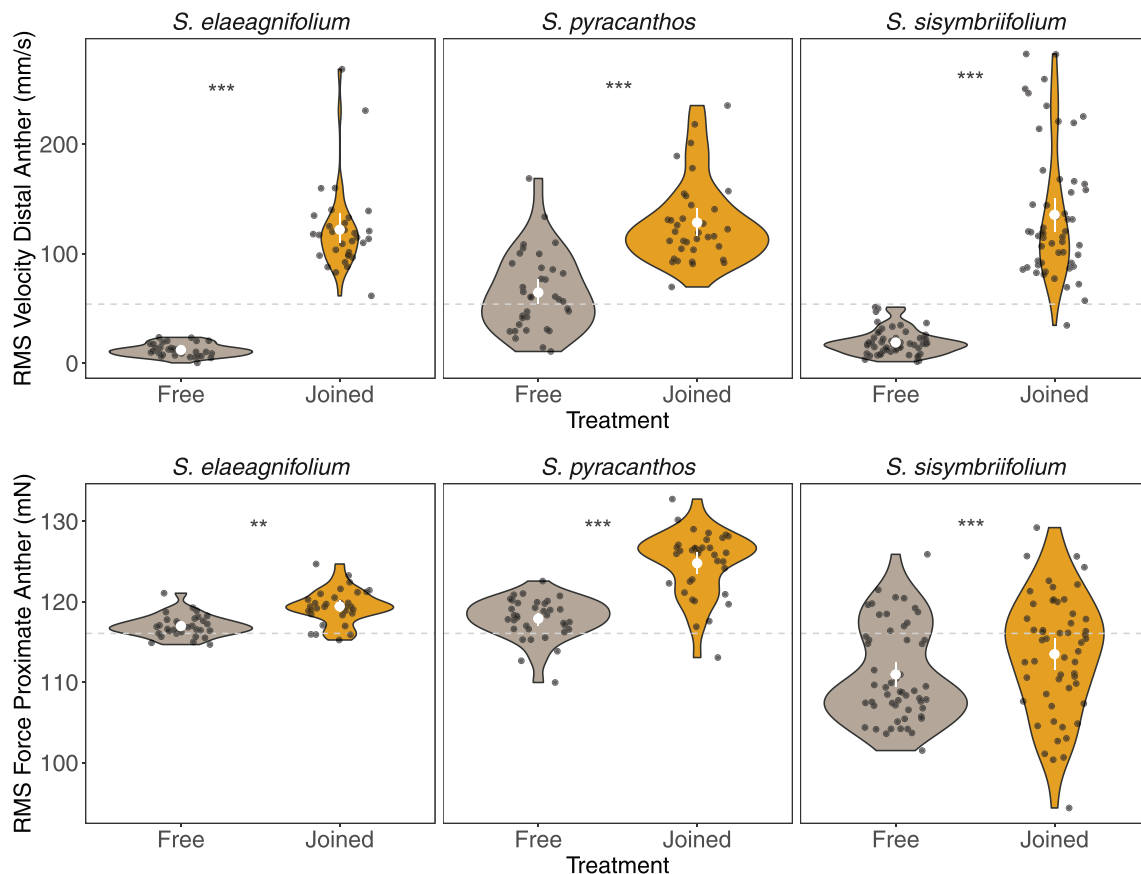 S. elaeagnifolium S. pyracanthos S. sisymbriifolium
RMS Velocity Distal Anther (mm/s)
*** *** ***
200
100
0
Free Joined Free Joined Free Joined
Treatment
S. elaeagnifolium S. pyracanthos S. sisymbriifolium
RMS Force Proximate Anther (mN)
** *** ***
130
120
110
100
Free Joined Free Joined Free Joined
Treatment